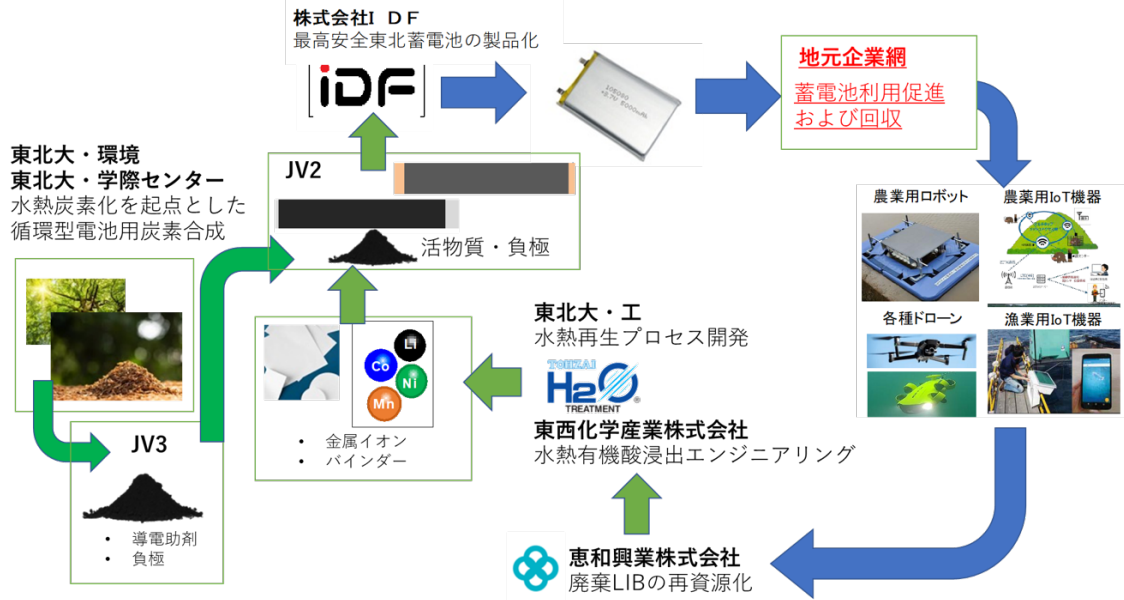 株式会社I DF
最高安全東北蓄電池の製品化
iDF
105080
+3.7V 5000mAh
地元企業網
蓄電池利用促進
および回収
東北大・環境
東北大・学際センター
水熱炭素化を起点とした
循環型電池用炭素合成
JV2
活物質・負極
農業用ロボット
農薬用IoT機器
各種ドローン
漁業用IoT機器
Li
Co
Ni
Mn
• 金属イオン
• バインダー
東北大・工
水熱再生プロセス開発
TOHZAI
H2O
TREATMENT
東西化学産業株式会社
水熱有機酸浸出エンジニアリング
JV3
• 導電助剤
• 負極
恵和興業株式会社
廃棄LIBの再資源化